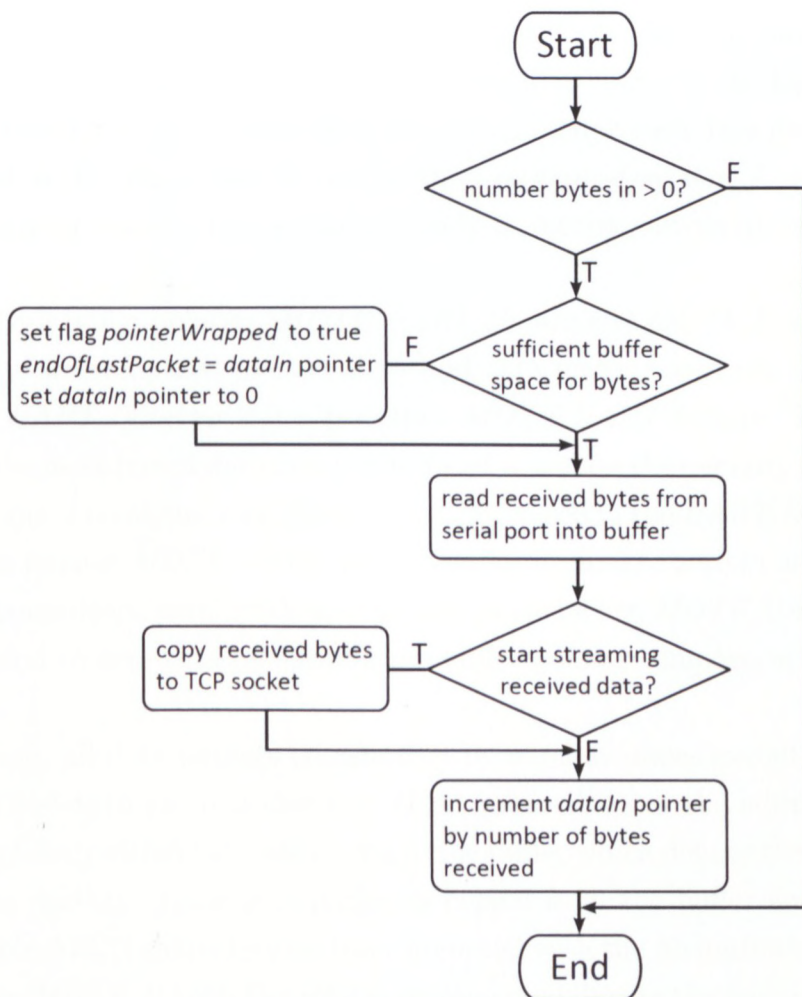 Start
number bytes in > 0?
F
T
set flag pointerWrapped to true
endOfLastPacket = dataIn pointer
set dataIn pointer to 0
F
sufficient buffer
space for bytes?
T
read received bytes from
serial port into buffer
copy received bytes
to TCP socket
T
start streaming
received data?
F
increment dataIn pointer
by number of bytes
received
End